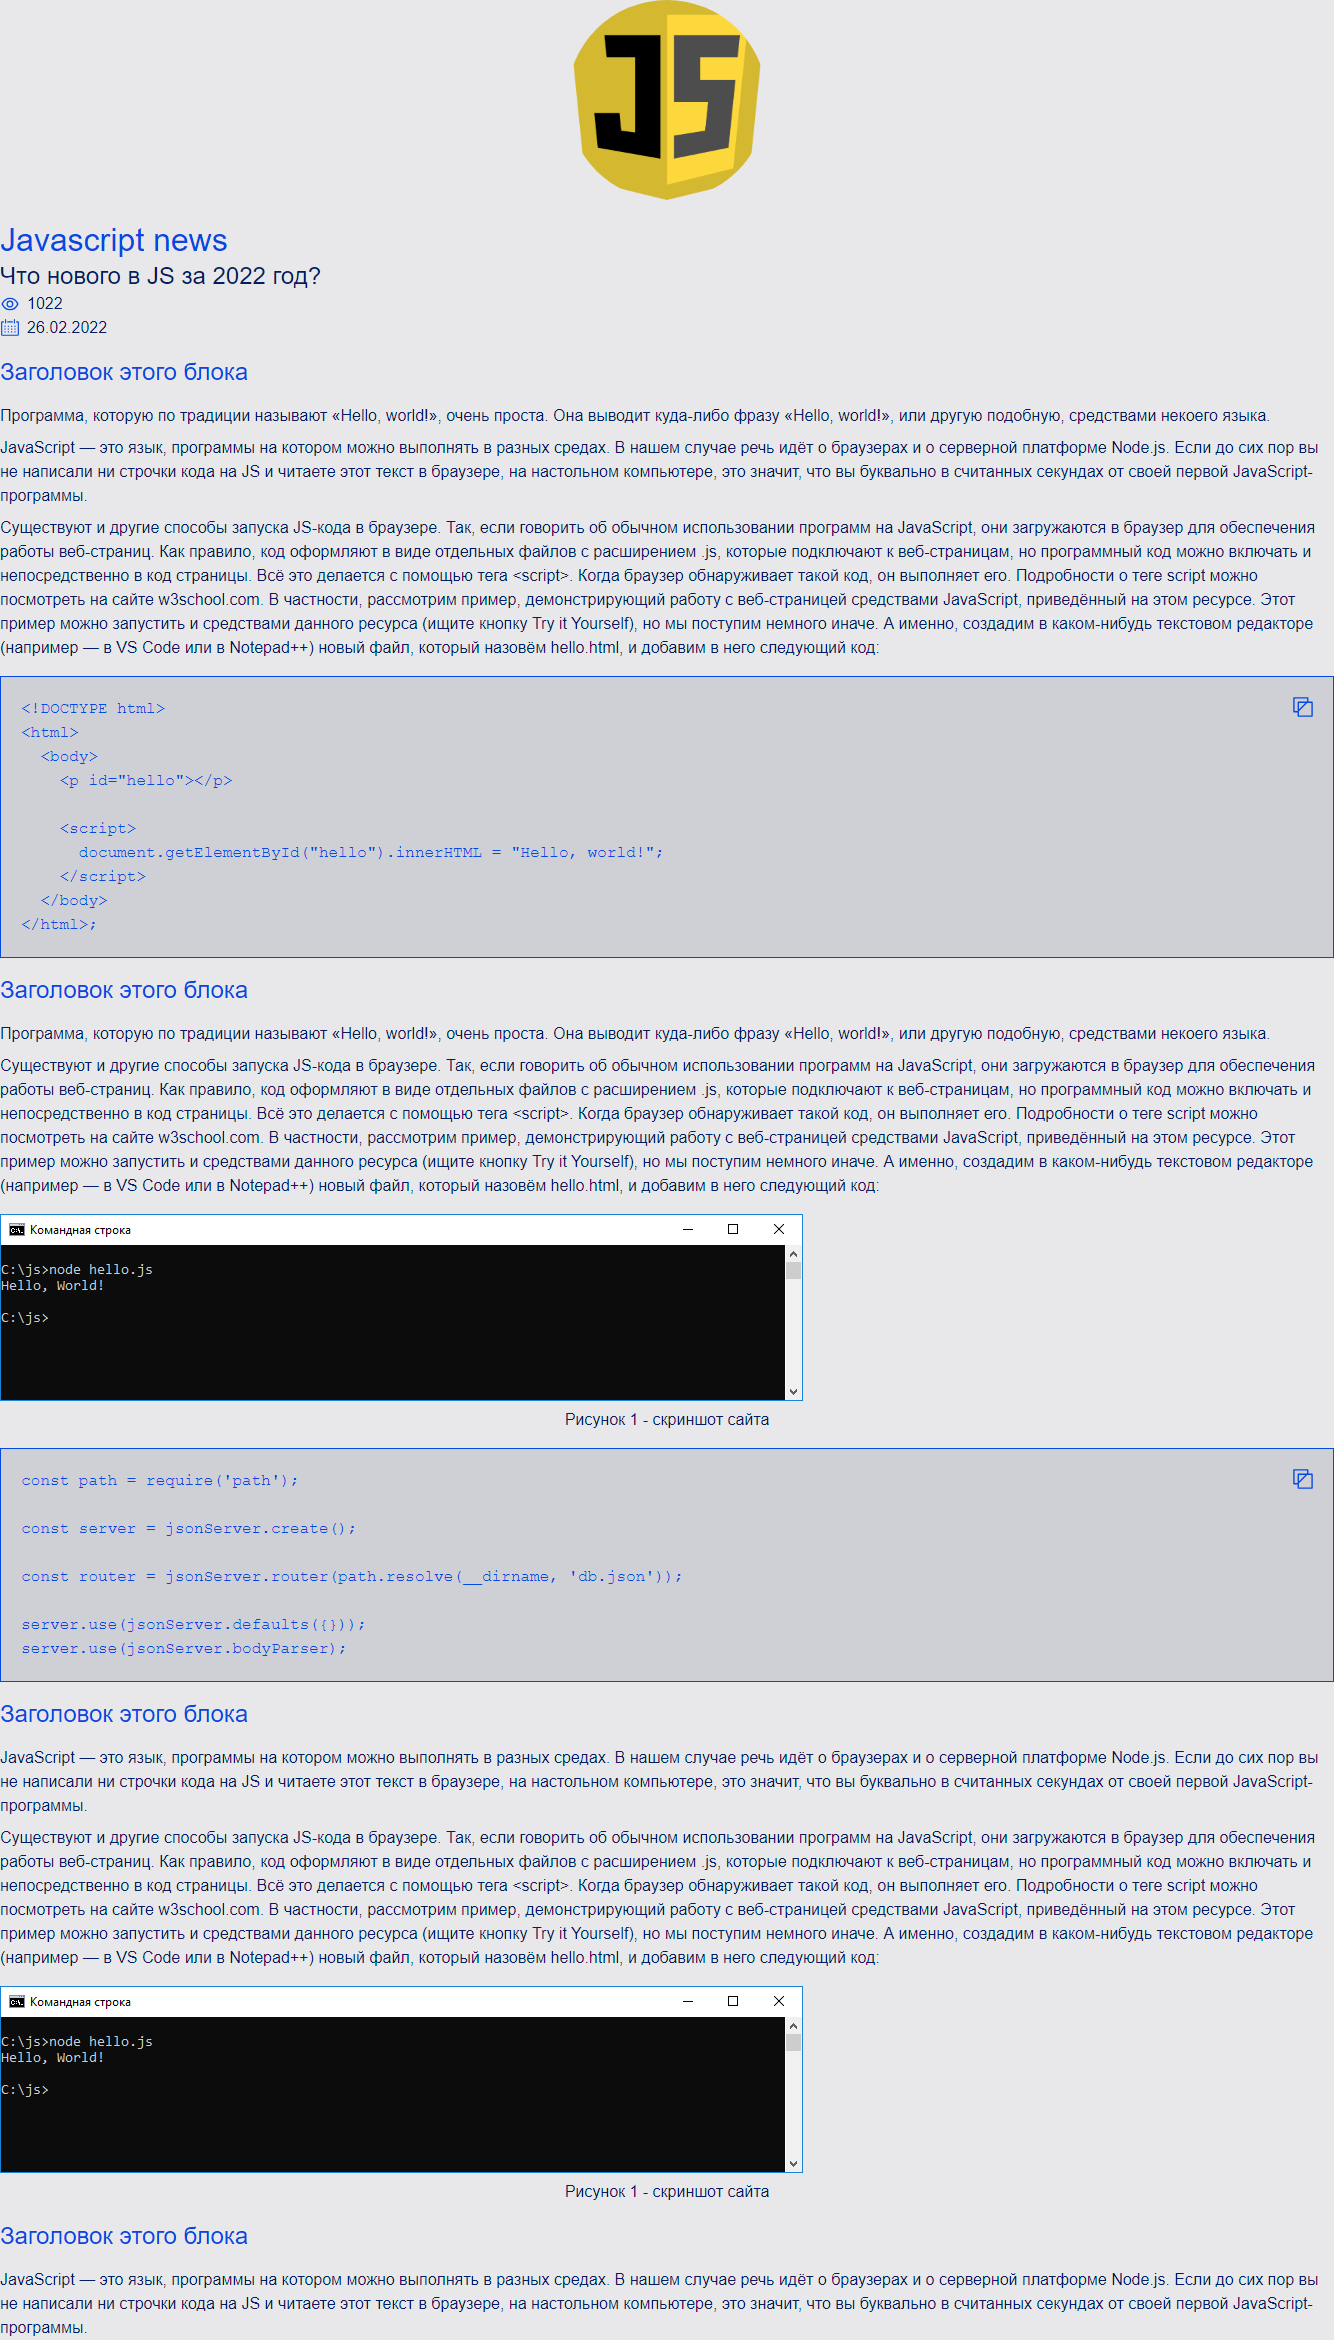 JS
Javascript news
Что нового в JS за 2022 год?
1022
26.02.2022
Заголовок этого блока
Программа, которую по традиции называют «Hello, world!», очень проста. Она выводит куда-либо фразу «Hello, world!», или другую подобную, средствами некоего языка.
JavaScript — это язык, программы на котором можно выполнять в разных средах. В нашем случае речь идёт о браузерах и о серверной платформе Node.js. Если до сих пор вы
не написали ни строчки кода на JS и читаете этот текст в браузере, на настольном компьютере, это значит, что вы буквально в считанных секундах от своей первой JavaScript-
программы.
Существуют и другие способы запуска JS-кода в браузере. Так, если говорить об обычном использовании программ на JavaScript, они загружаются в браузер для обеспечения
работы веб-страниц. Как правило, код оформляют в виде отдельных файлов с расширением .js, которые подключают к веб-страницам, но программный код можно включать и
непосредственно в код страницы. Всё это делается с помощью тега <script>. Когда браузер обнаруживает такой код, он выполняет его. Подробности о теге script можно
посмотреть на сайте w3school.com. В частности, рассмотрим пример, демонстрирующий работу с веб-страницей средствами JavaScript, приведённый на этом ресурсе. Этот
пример можно запустить и средствами данного ресурса (ищите кнопку Try it Yourself), но мы поступим немного иначе. А именно, создадим в каком-нибудь текстовом редакторе
(например — в VS Code или в Notepad++) новый файл, который назовём hello.html, и добавим в него следующий код:
<!DOCTYPE html>
<html>
  <body>
    <p id="hello"></p>
    <script>
      document.getElementById("hello").innerHTML = "Hello, world!";
    </script>
  </body>
</html>;
Заголовок этого блока
Программа, которую по традиции называют «Hello, world!», очень проста. Она выводит куда-либо фразу «Hello, world!», или другую подобную, средствами некоего языка.
Существуют и другие способы запуска JS-кода в браузере. Так, если говорить об обычном использовании программ на JavaScript, они загружаются в браузер для обеспечения
работы веб-страниц. Как правило, код оформляют в виде отдельных файлов с расширением .js, которые подключают к веб-страницам, но программный код можно включать и
непосредственно в код страницы. Всё это делается с помощью тега <script>. Когда браузер обнаруживает такой код, он выполняет его. Подробности о теге script можно
посмотреть на сайте w3school.com. В частности, рассмотрим пример, демонстрирующий работу с веб-страницей средствами JavaScript, приведённый на этом ресурсе. Этот
пример можно запустить и средствами данного ресурса (ищите кнопку Try it Yourself), но мы поступим немного иначе. А именно, создадим в каком-нибудь текстовом редакторе
(например — в VS Code или в Notepad++) новый файл, который назовём hello.html, и добавим в него следующий код:
Командная строка
C:\js>node hello.js
Hello, World!
C:\js>
Рисунок 1 - скриншот сайта
const path = require('path');
const server = jsonServer.create();
const router = jsonServer.router(path.resolve(__dirname, 'db.json'));
server.use(jsonServer.defaults({}));
server.use(jsonServer.bodyParser);
Заголовок этого блока
JavaScript — это язык, программы на котором можно выполнять в разных средах. В нашем случае речь идёт о браузерах и о серверной платформе Node.js. Если до сих пор вы
не написали ни строчки кода на JS и читаете этот текст в браузере, на настольном компьютере, это значит, что вы буквально в считанных секундах от своей первой JavaScript-
программы.
Существуют и другие способы запуска JS-кода в браузере. Так, если говорить об обычном использовании программ на JavaScript, они загружаются в браузер для обеспечения
работы веб-страниц. Как правило, код оформляют в виде отдельных файлов с расширением .js, которые подключают к веб-страницам, но программный код можно включать и
непосредственно в код страницы. Всё это делается с помощью тега <script>. Когда браузер обнаруживает такой код, он выполняет его. Подробности о теге script можно
посмотреть на сайте w3school.com. В частности, рассмотрим пример, демонстрирующий работу с веб-страницей средствами JavaScript, приведённый на этом ресурсе. Этот
пример можно запустить и средствами данного ресурса (ищите кнопку Try it Yourself), но мы поступим немного иначе. А именно, создадим в каком-нибудь текстовом редакторе
(например — в VS Code или в Notepad++) новый файл, который назовём hello.html, и добавим в него следующий код:
Командная строка
C:\js>node hello.js
Hello, World!
C:\js>
Рисунок 1 - скриншот сайта
Заголовок этого блока
JavaScript — это язык, программы на котором можно выполнять в разных средах. В нашем случае речь идёт о браузерах и о серверной платформе Node.js. Если до сих пор вы
не написали ни строчки кода на JS и читаете этот текст в браузере, на настольном компьютере, это значит, что вы буквально в считанных секундах от своей первой JavaScript-
программы.